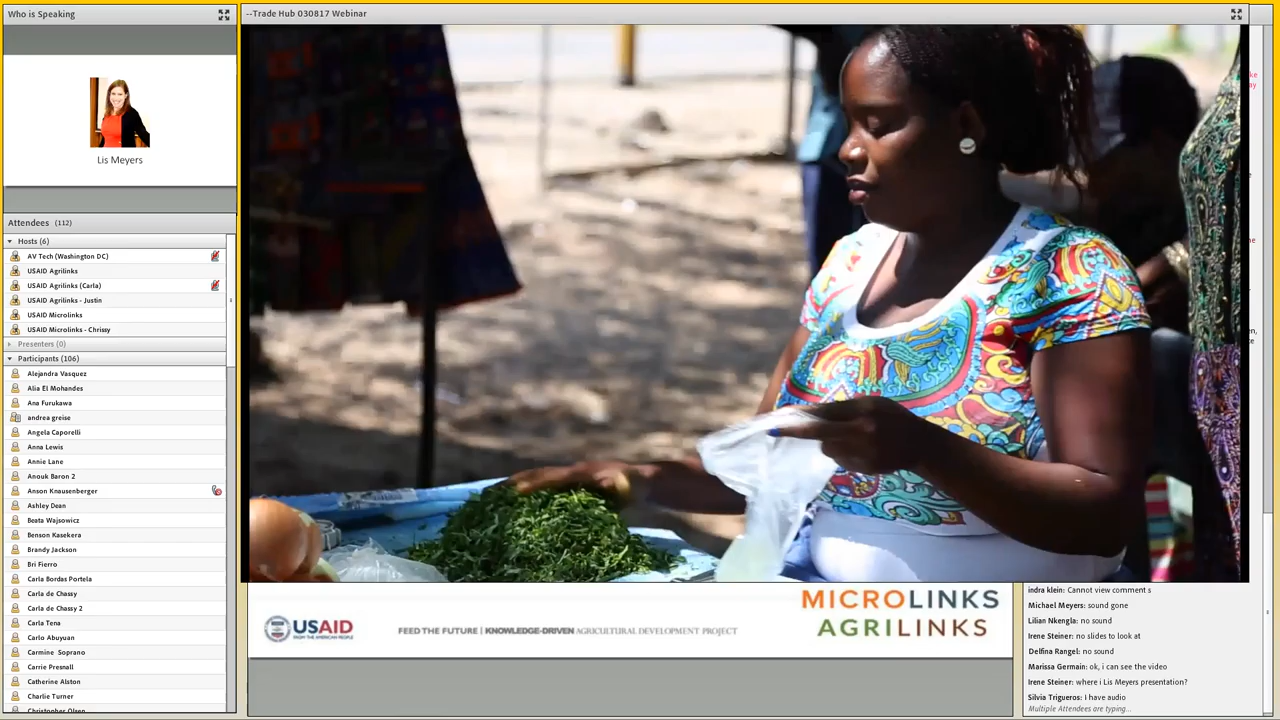 Who is Speaking
Lis Meyers
Attendees (112)
Hosts (6)
AV Tech (Washington DC)
USAID Agrilinks
USAID Agrilinks (Carla)
USAID Agrilinks - Justin
USAID Microlinks
USAID Microlinks - Chrissy
Presenters (0)
Participants (106)
Alejandra Vasquez
Alia El Mohandes
Ana Furukawa
andrea greise
Angela Caporelli
Anna Lewis
Annie Lane
Anouk Baron 2
Anson Knausenberger
Ashley Dean
Beata Wajsowicz
Benson Kasekera
Brandy Jackson
Bri Fierro
Carla Bordas Portela
Carla de Chassy
Carla de Chassy 2
Carla Tena
Carlo Abuyuan
Carmine Soprano
Carrie Presnall
Catherine Alston
Charlie Turner
Christopher Olsen
--Trade Hub 030817 Webinar
USAID
FROM THE AMERICAN PEOPLE
FEED THE FUTURE | KNOWLEDGE-DRIVEN AGRICULTURAL DEVELOPMENT PROJECT
MICROLINKS
AGRILINKS
indra klein: Cannot view comment s
Michael Meyers: sound gone
Lilian Nkengla: no sound
Irene Steiner: no slides to look at
Delfina Rangel: no sound
Marissa Germain: ok, i can see the video
Irene Steiner: where i Lis Meyers presentation?
Silvia Trigueros: I have audio
Multiple Attendees are typing...